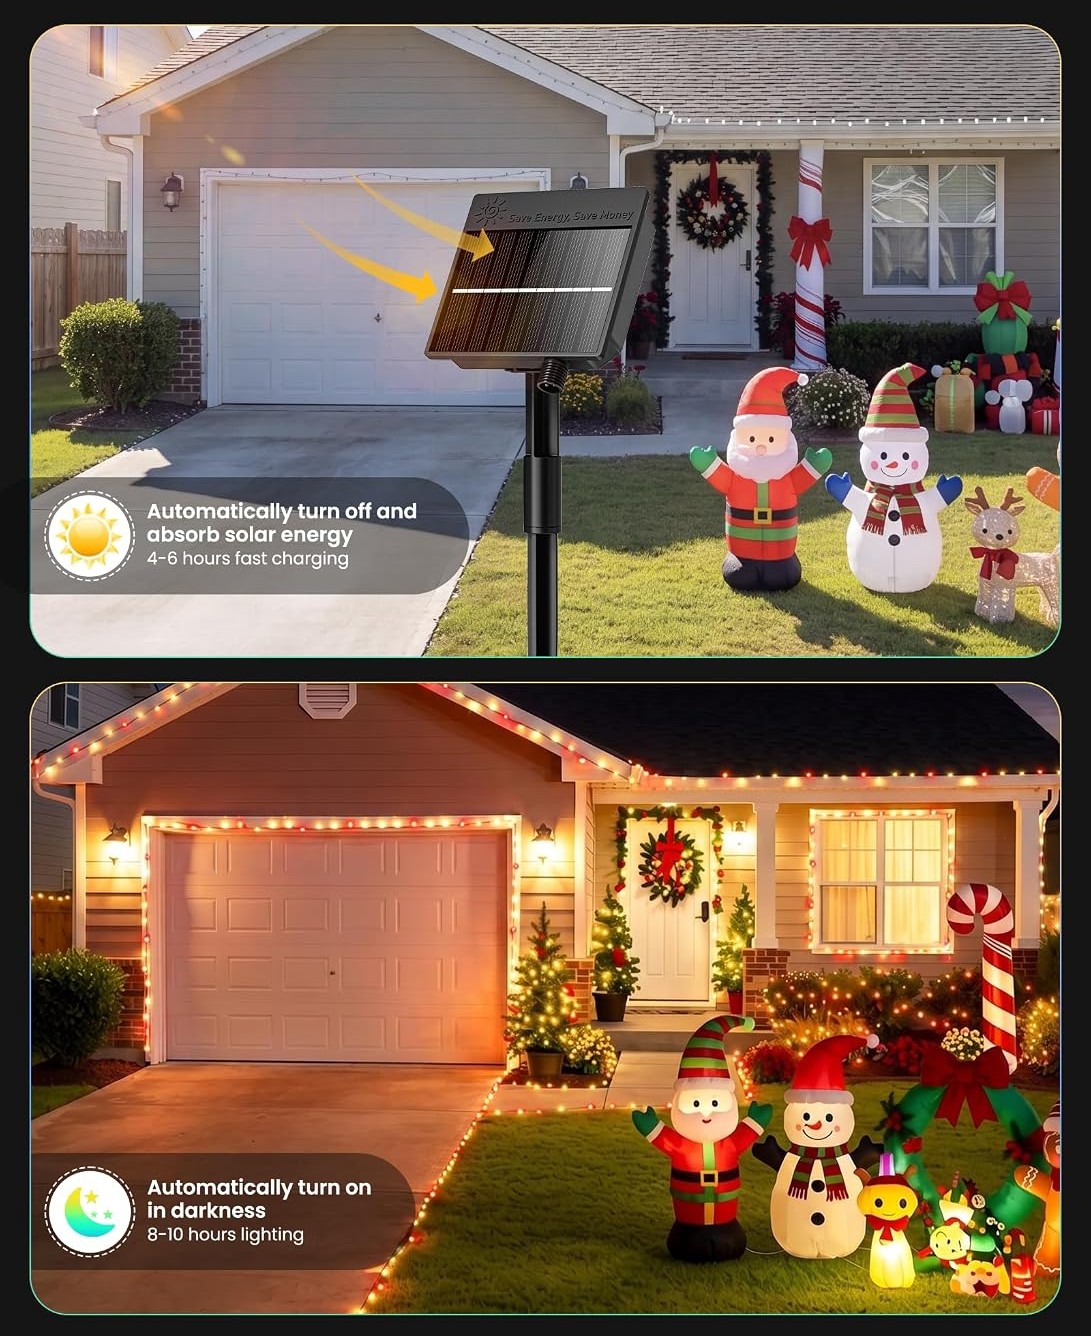 Save Energy, Save Money
Automatically turn off and
absorb solar energy
4-6 hours fast charging
Automatically turn on
in darkness
8-10 hours lighting